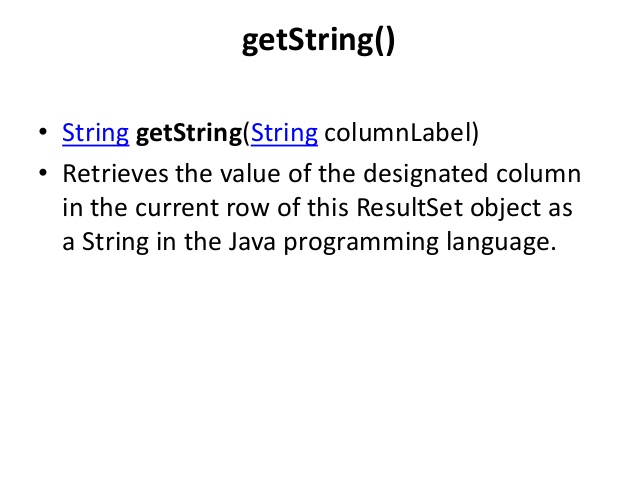 getString()
• String getString(String columnLabel)
• Retrieves the value of the designated column
in the current row of this ResultSet object as
a String in the Java programming language.